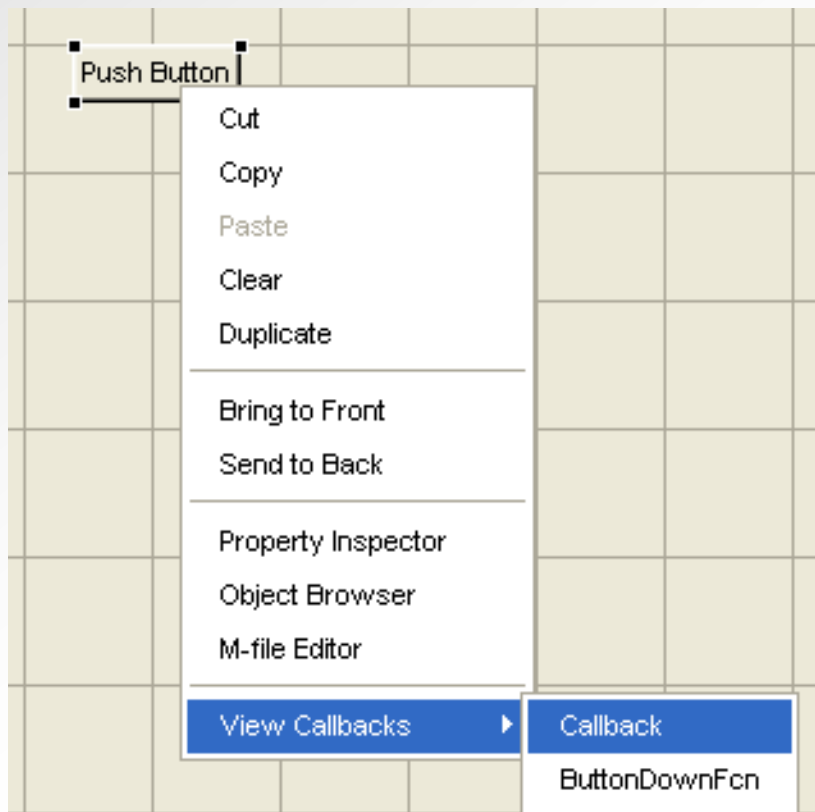 Push Button
Cut
Copy
Paste
Clear
Duplicate
Bring to Front
Send to Back
Property Inspector
Object Browser
M-file Editor
View Callbacks
Callback
ButtonDownFcn